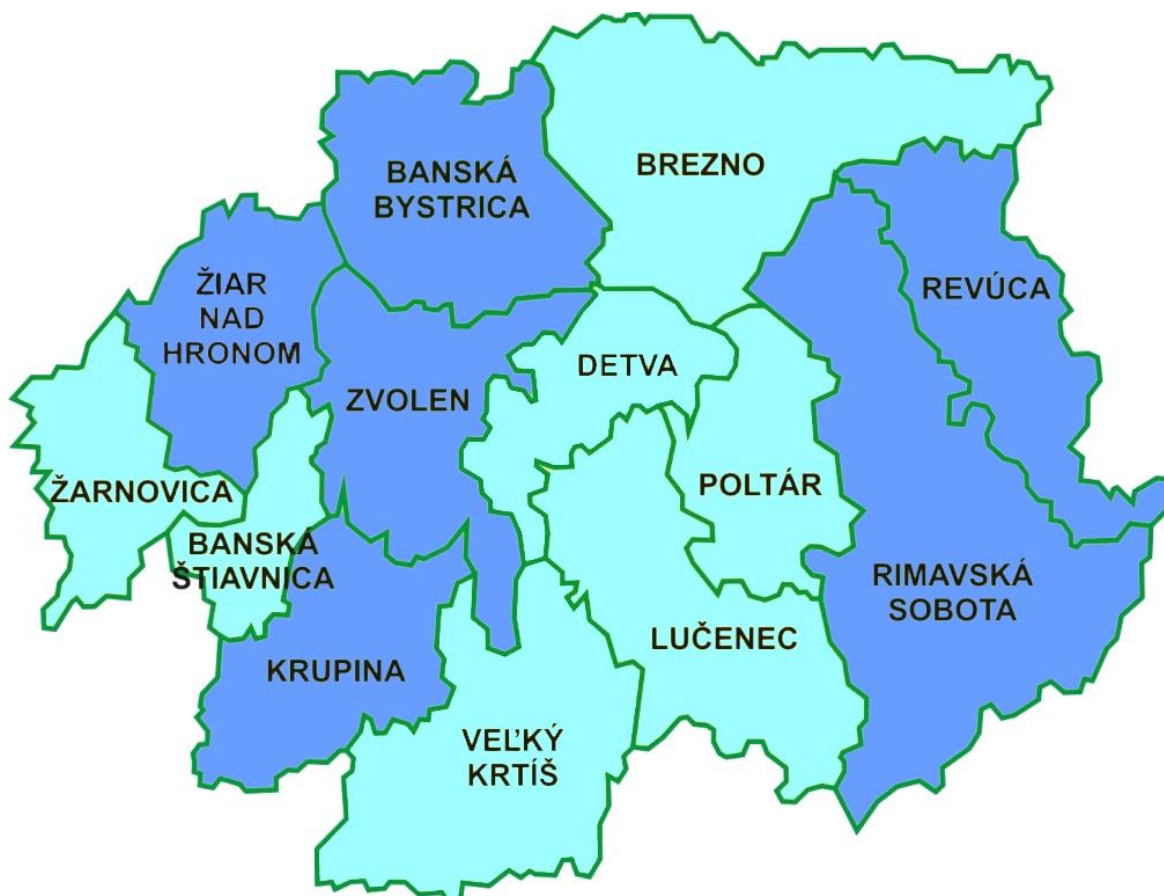 BREZNO
BANSKÁ
BYSTRICA
ŽIAR
NAD
HRONOM
REVÚCA
DETVA
ZVOLEN
POLTÁR
ŽARNOVICA
BANSKÁ
ŠTIAVNICA
RIMAVSKÁ
SOBOTA
LUČENEC
KRUPINA
VEĽKÝ
KRTÍŠ